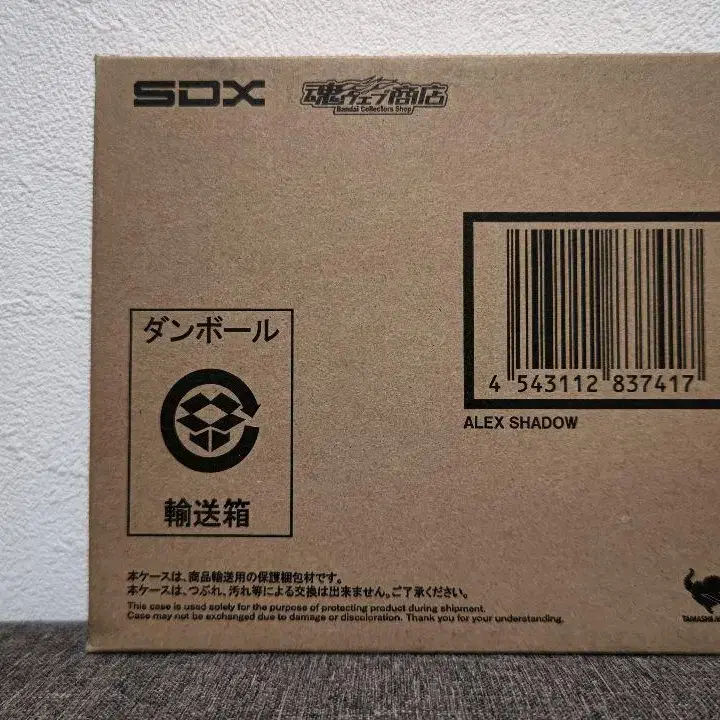 SDX
魂ウェブ商店
Bandai Collectors Shop
4 543112 837417
ALEX SHADOW
ダンボール
輸送箱
本ケースは、商品輸送用の保護梱包材です。
本ケースは、つぶれ、汚れ等による交換は出来ません。ご了承ください。
This case is used solely for the purpose of protecting product during shipment.
Case may not be exchanged due to damage or discoloration. Thank you for your understanding.